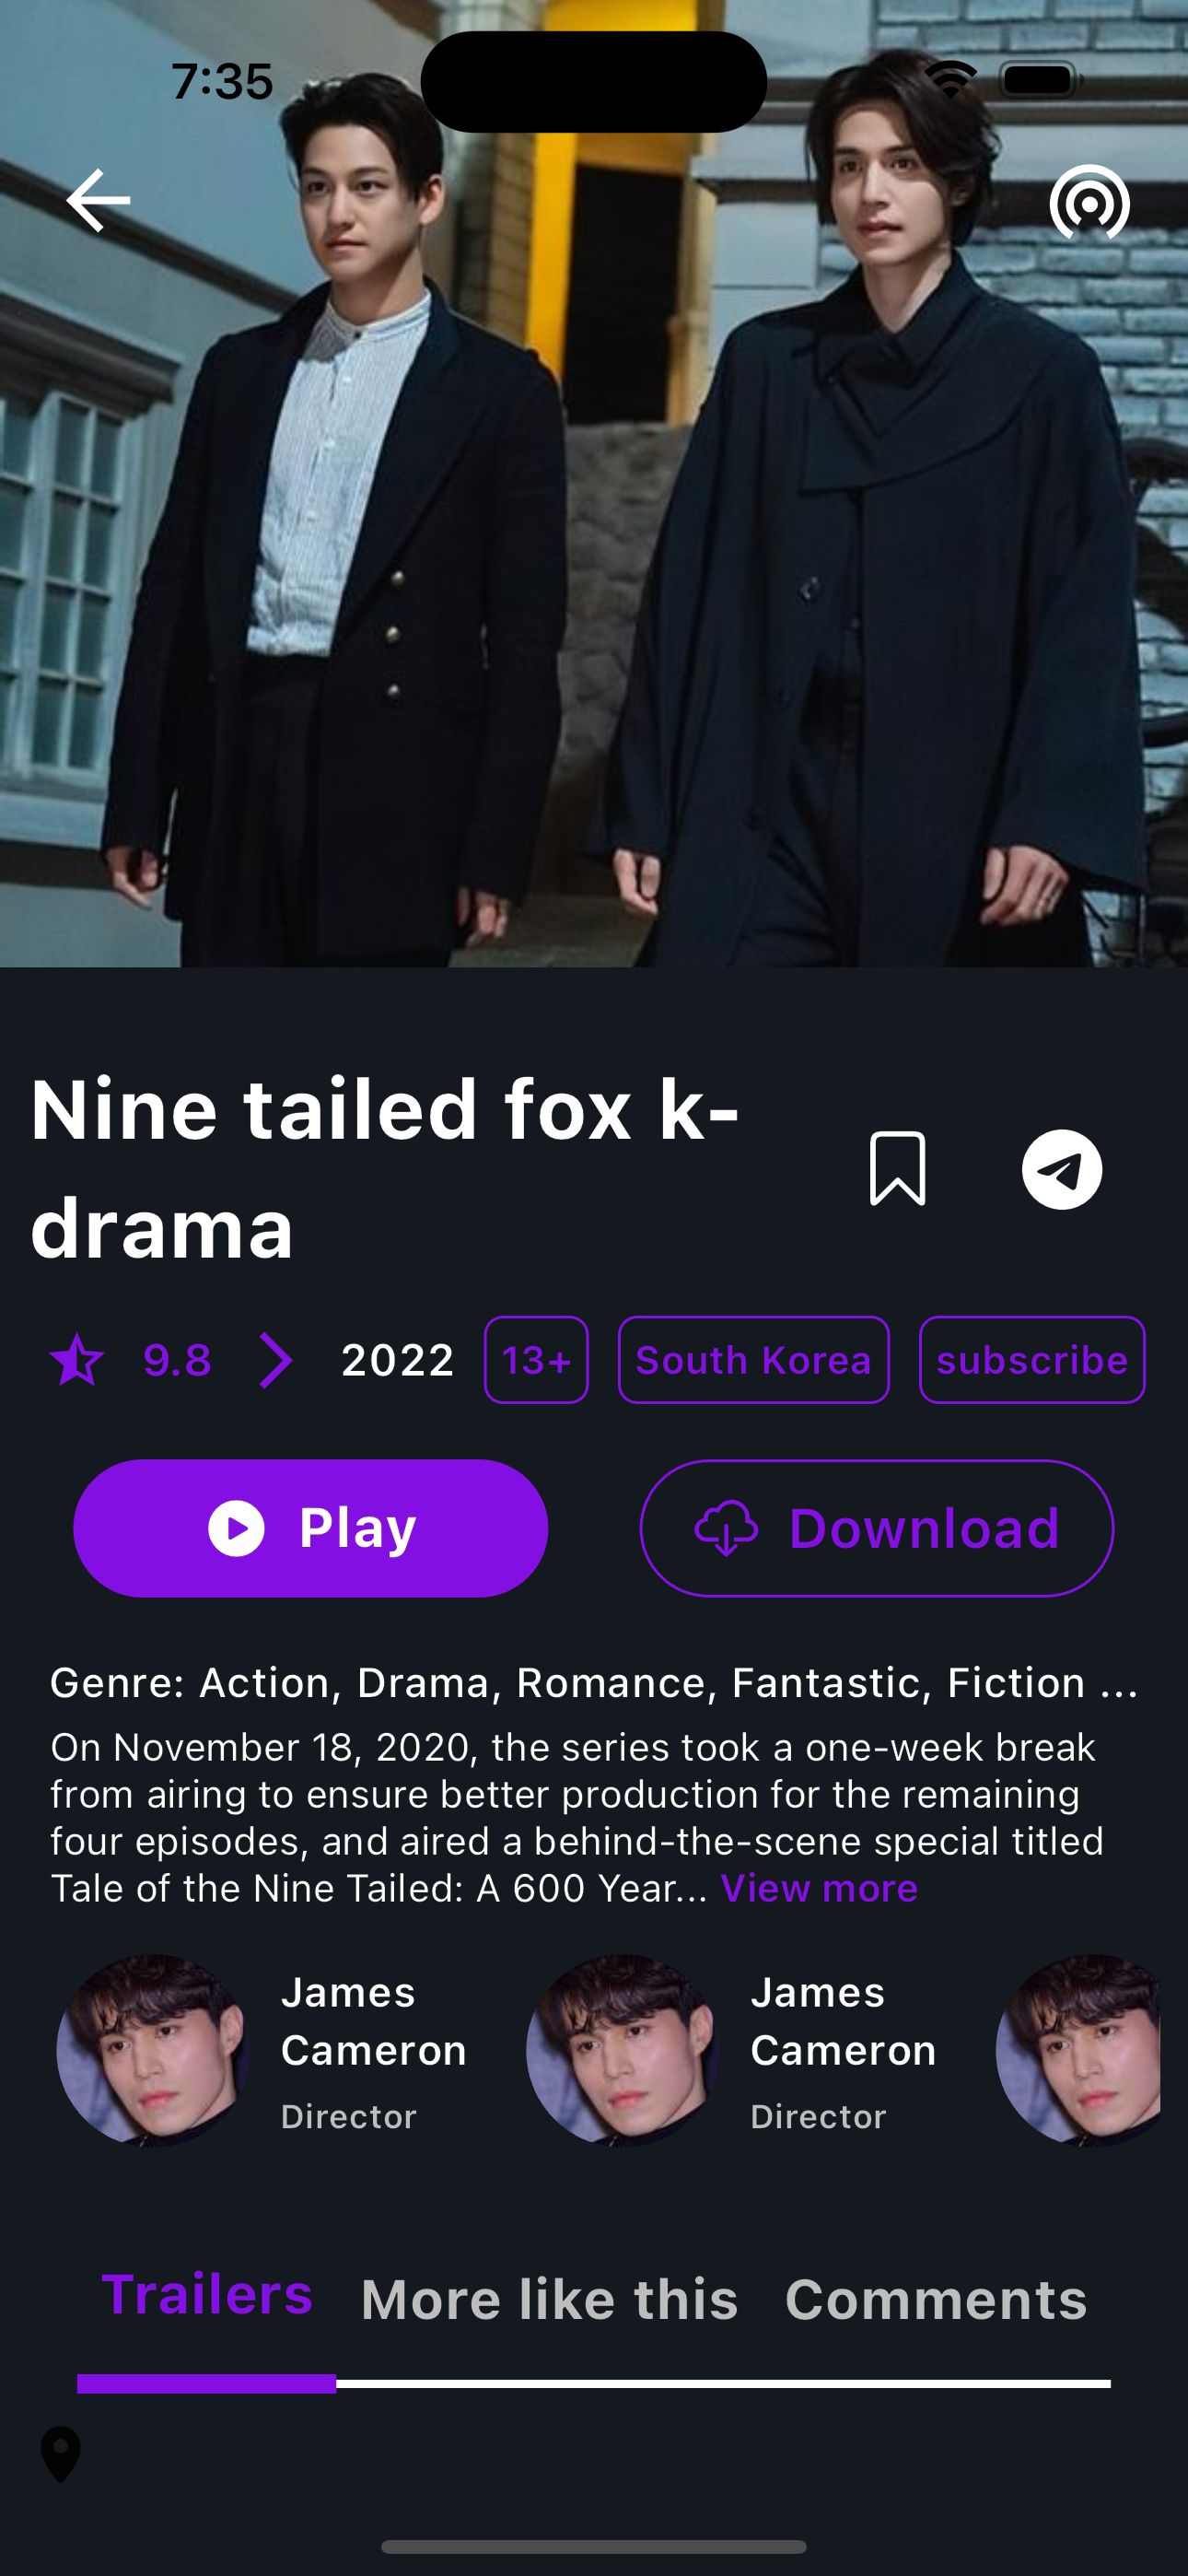 7:35
Nine tailed fox k-
drama
9.8 2022 13+ South Korea subscribe
Play Download
Genre: Action, Drama, Romance, Fantastic, Fiction ...
On November 18, 2020, the series took a one-week break
from airing to ensure better production for the remaining
four episodes, and aired a behind-the-scene special titled
Tale of the Nine Tailed: A 600 Year... View more
James
Cameron
Director
James
Cameron
Director
Trailers More like this Comments